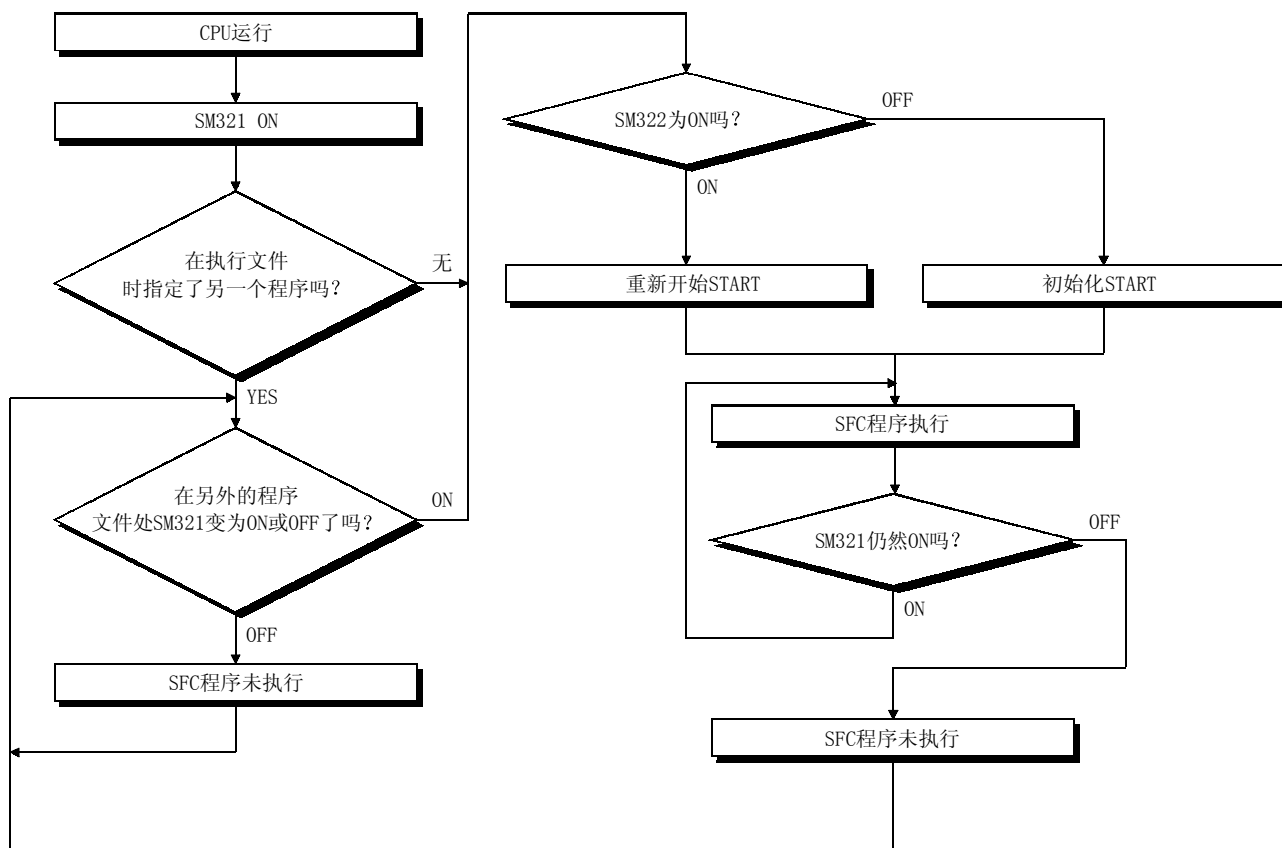 CPU运行
SM321 ON
在执行文件
时指定了另一个程序吗？
无
YES
在另外的程序
文件处SM321变为ON或OFF了吗？
ON
OFF
SFC程序未执行
SM322为ON吗？
OFF
ON
重新开始START
初始化START
SFC程序执行
SM321仍然ON吗？
OFF
ON
SFC程序未执行